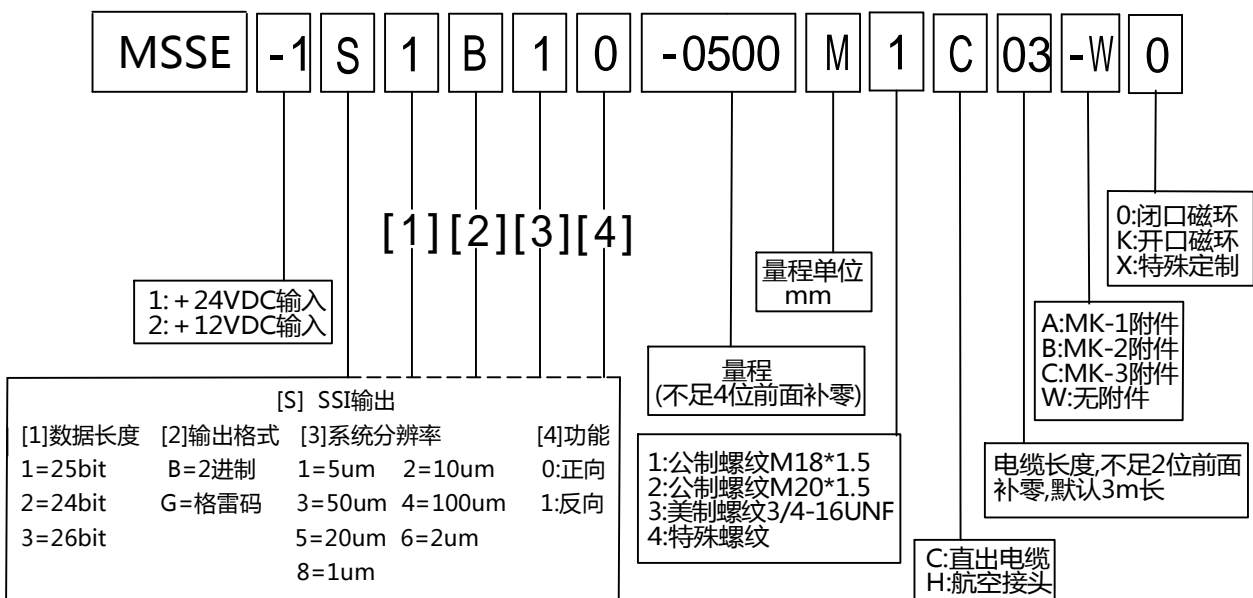 MSSE -1 S 1 B 1 0 -0500 M 1 C 03 -W 0
[1] [2] [3] [4]
1:+24VDC输入
2:+12VDC输入
量程单位
mm
0:闭口磁环
K:开口磁环
X:特殊定制
量程
(不足4位前面补零)
A:MK-1附件
B:MK-2附件
C:MK-3附件
W:无附件
[S] SSI输出
[1]数据长度 [2]输出格式 [3]系统分辨率 [4]功能
1=25bit B=2进制 1=5um 2=10um 0:正向
2=24bit G=格雷码 3=50um 4=100um 1:反向
3=26bit 5=20um 6=2um
8=1um
1:公制螺纹M18*1.5
2:公制螺纹M20*1.5
3:美制螺纹3/4-16UNF
4:特殊螺纹
电缆长度,不足2位前面
补零,默认3m长
C:直出电缆
H:航空接头